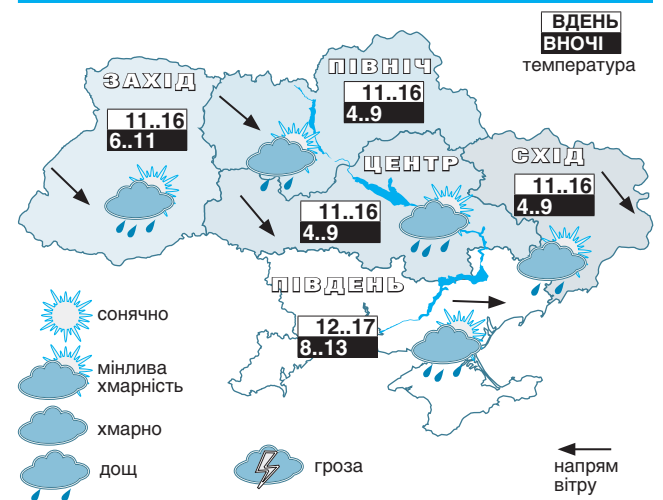 ВДЕНЬ
ВНОЧІ
температура
ЗАХІД
11..16
6..11
ПІВНІЧ
11..16
4..9
ЦЕНТР
11..16
4..9
СХІД
11..16
4..9
ПІВДЕНЬ
12..17
8..13
сонячно
мінлива
хмарність
хмарно
дощ
гроза
напрям
вітру